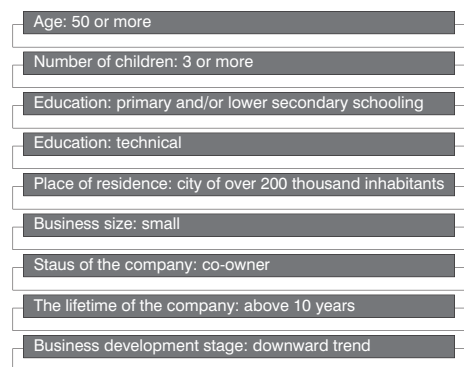 Age: 50 or more
Number of children: 3 or more
Education: primary and/or lower secondary schooling
Education: technical
Place of residence: city of over 200 thousand inhabitants
Business size: small
Staus of the company: co-owner
The lifetime of the company: above 10 years
Business development stage: downward trend